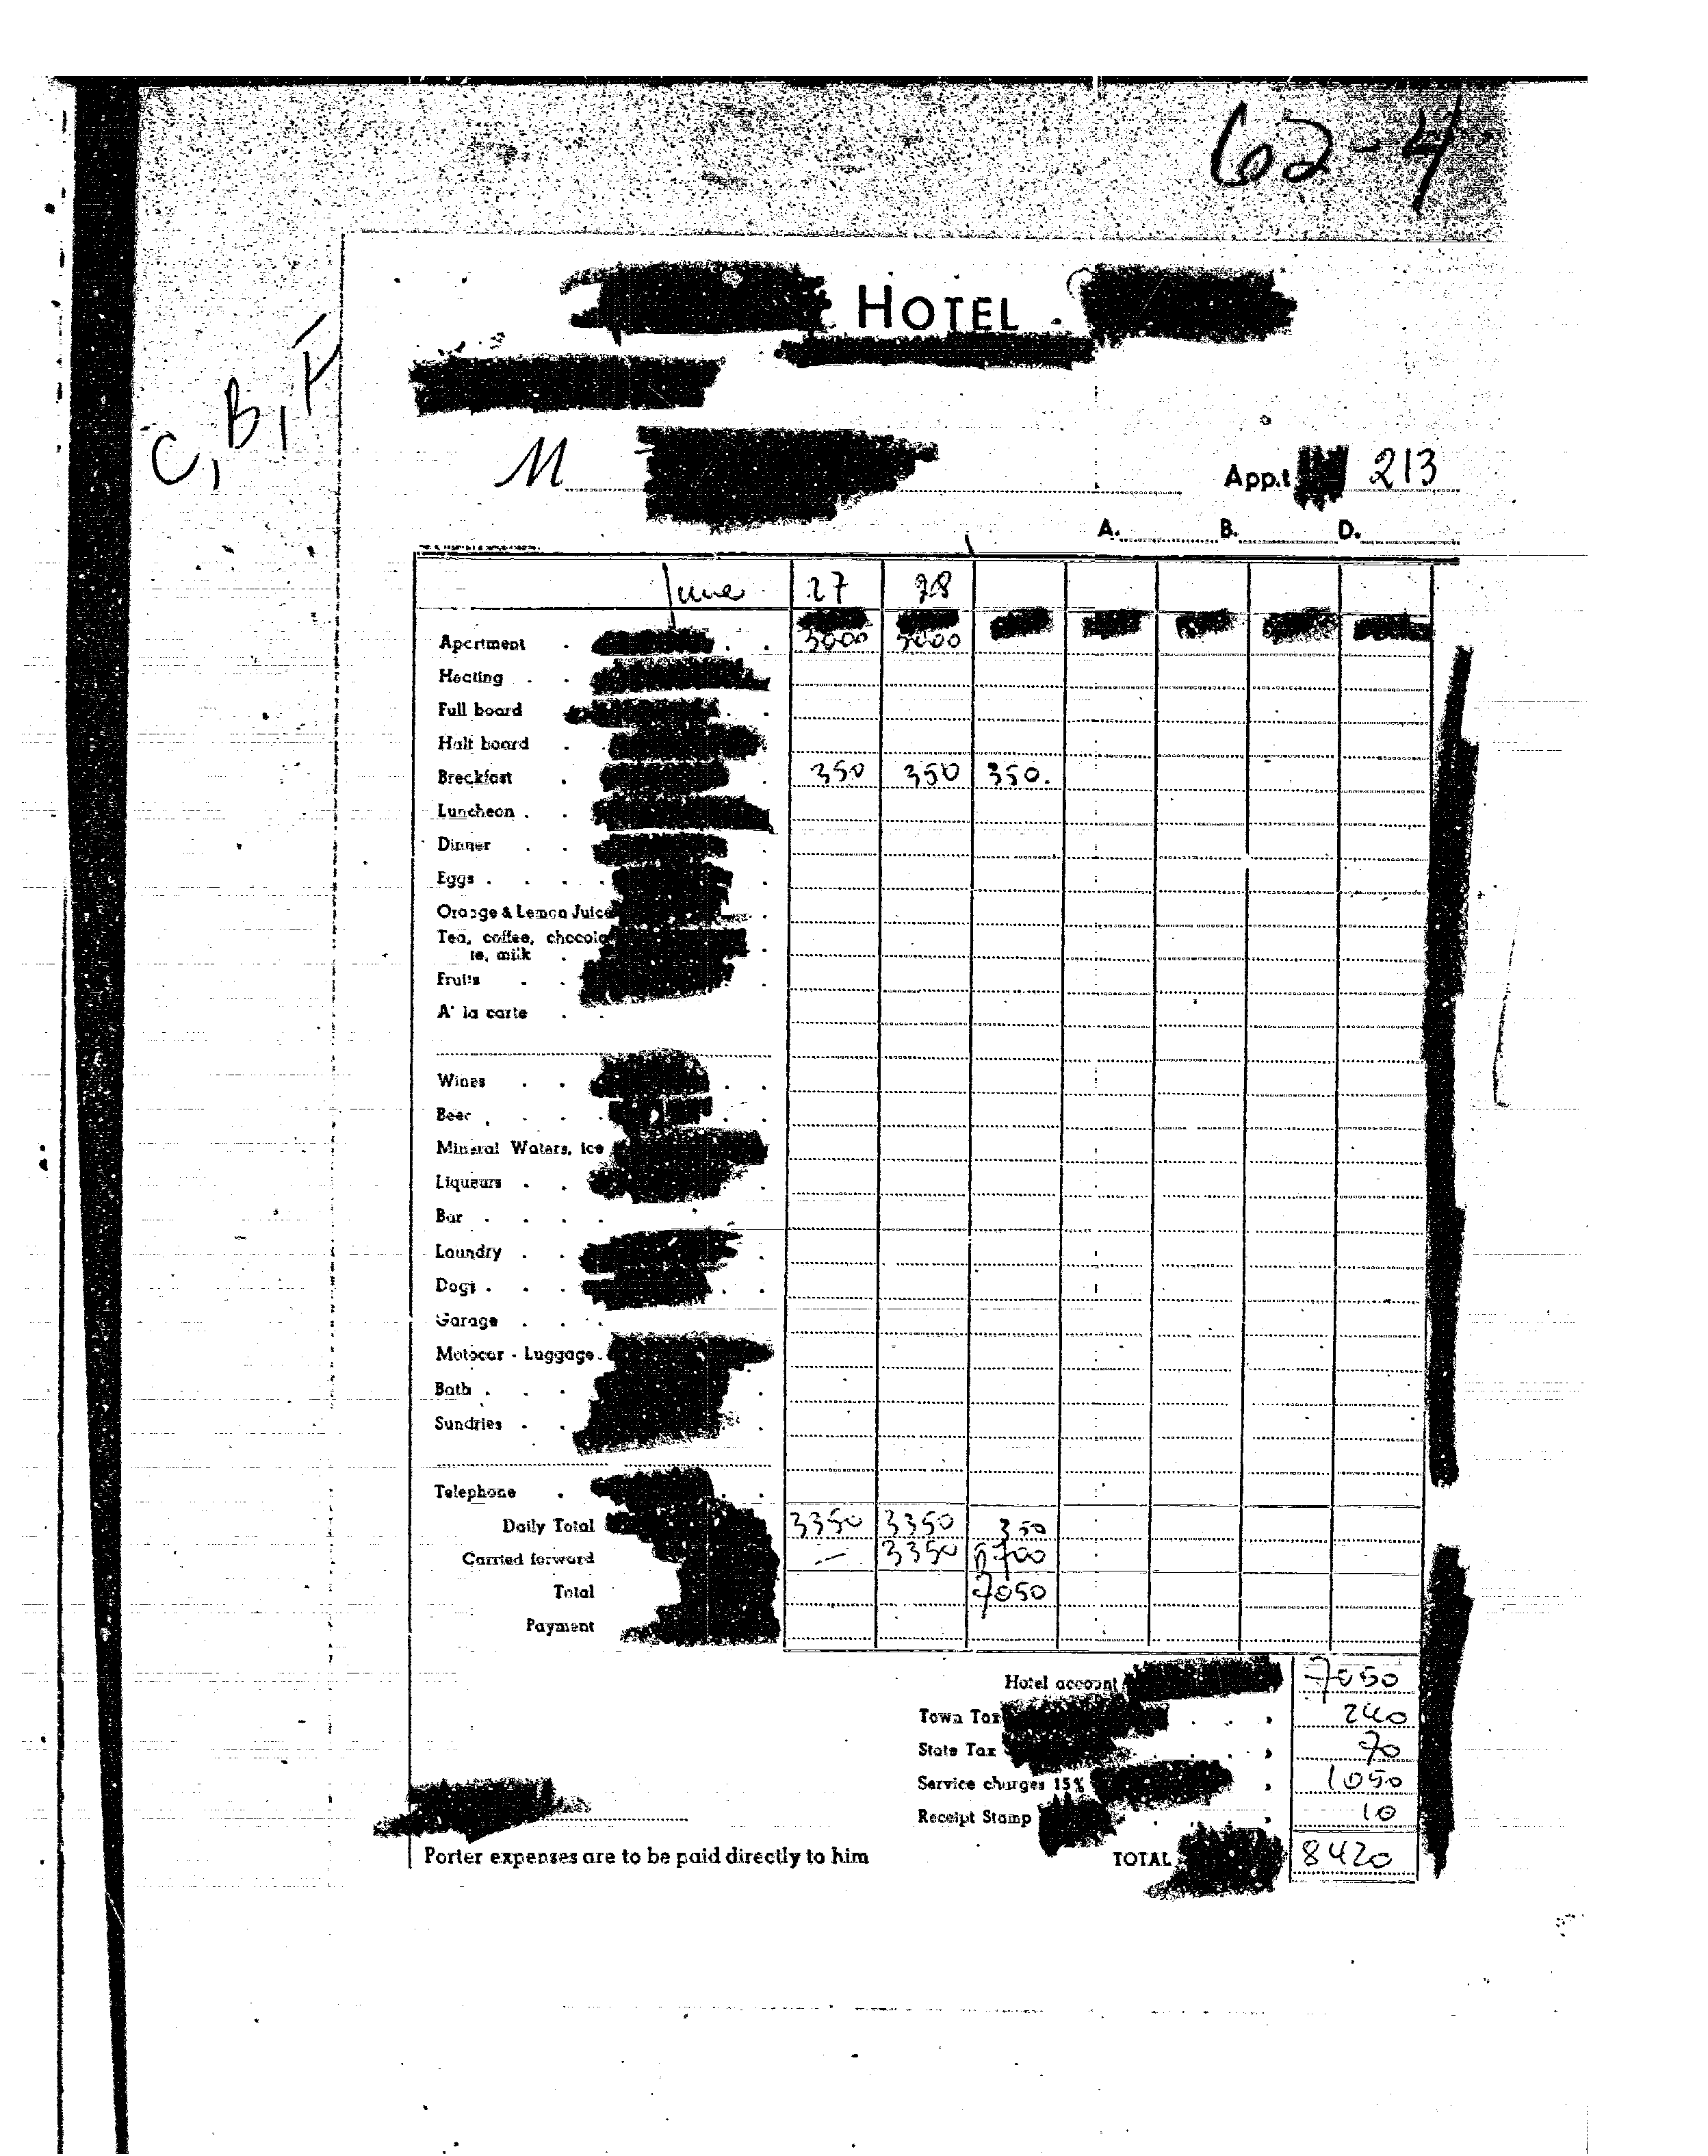 62-4
HOTEL
C, B, F
M App.t 213
A. B. D.
June 27 28
Apartment 3000 3000
Heating
Full board
Half board
Breakfast 350 350 350.
Luncheon
Dinner
Eggs
Orange & Lemon Juice
Tea, coffee, chocola
te, milk
Fruits
A' la carte
Wines
Beer
Mineral Waters, ice
Liqueurs
Bar
Laundry
Dogs
Garage
Motocar - Luggage
Bath
Sundries
Telephone
Daily Total 3350 3350 350
Carried forward — 3350 6700
Total 7050
Payment
Hotel account 7050
Town Tax 240
State Tax 70
Service charges 15% 1050
Receipt Stamp 10
Porter expenses are to be paid directly to him TOTAL 8420